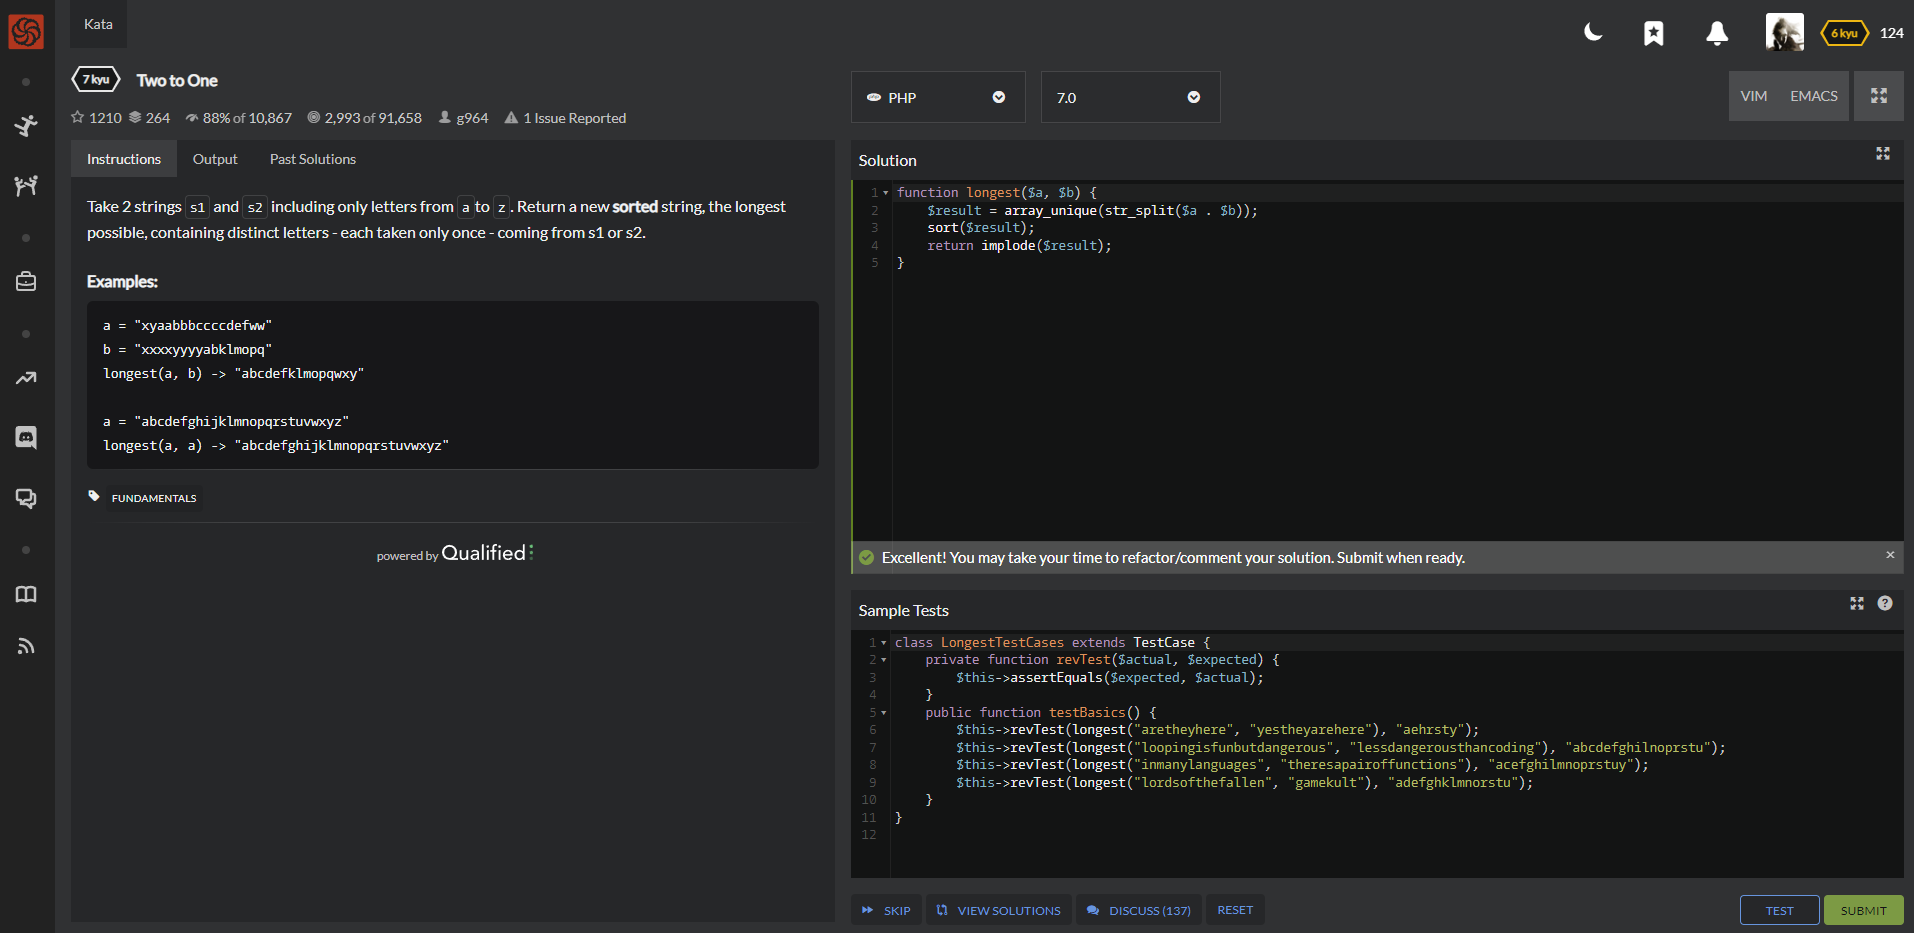 Kata
6 kyu 124
7 kyu Two to One
1210 264 88% of 10,867 2,993 of 91,658 g964 1 Issue Reported
PHP 7.0
VIM EMACS
Instructions Output Past Solutions
Take 2 strings s1 and s2 including only letters from a to z. Return a new sorted string, the longest
possible, containing distinct letters - each taken only once - coming from s1 or s2.
Examples:
a = "xyaabbbccccdefww"
b = "xxxxyyyyabklmopq"
longest(a, b) -> "abcdefklmopqwxy"
a = "abcdefghijklmnopqrstuvwxyz"
longest(a, a) -> "abcdefghijklmnopqrstuvwxyz"
FUNDAMENTALS
powered by Qualified
Solution
1 function longest($a, $b) {
2 $result = array_unique(str_split($a . $b));
3 sort($result);
4 return implode($result);
5 }
Excellent! You may take your time to refactor/comment your solution. Submit when ready. ×
Sample Tests ?
1 class LongestTestCases extends TestCase {
2 private function revTest($actual, $expected) {
3 $this->assertEquals($expected, $actual);
4 }
5 public function testBasics() {
6 $this->revTest(longest("aretheyhere", "yestheyarehere"), "aehrsty");
7 $this->revTest(longest("loopingisfunbutdangerous", "lessdangerousthancoding"), "abcdefghilnoprstu");
8 $this->revTest(longest("inmanylanguages", "theresapairoffunctions"), "acefghilmnoprstuy");
9 $this->revTest(longest("lordsofthefallen", "gamekult"), "adefghklmnorstu");
10 }
11 }
12
SKIP VIEW SOLUTIONS DISCUSS (137) RESET TEST SUBMIT